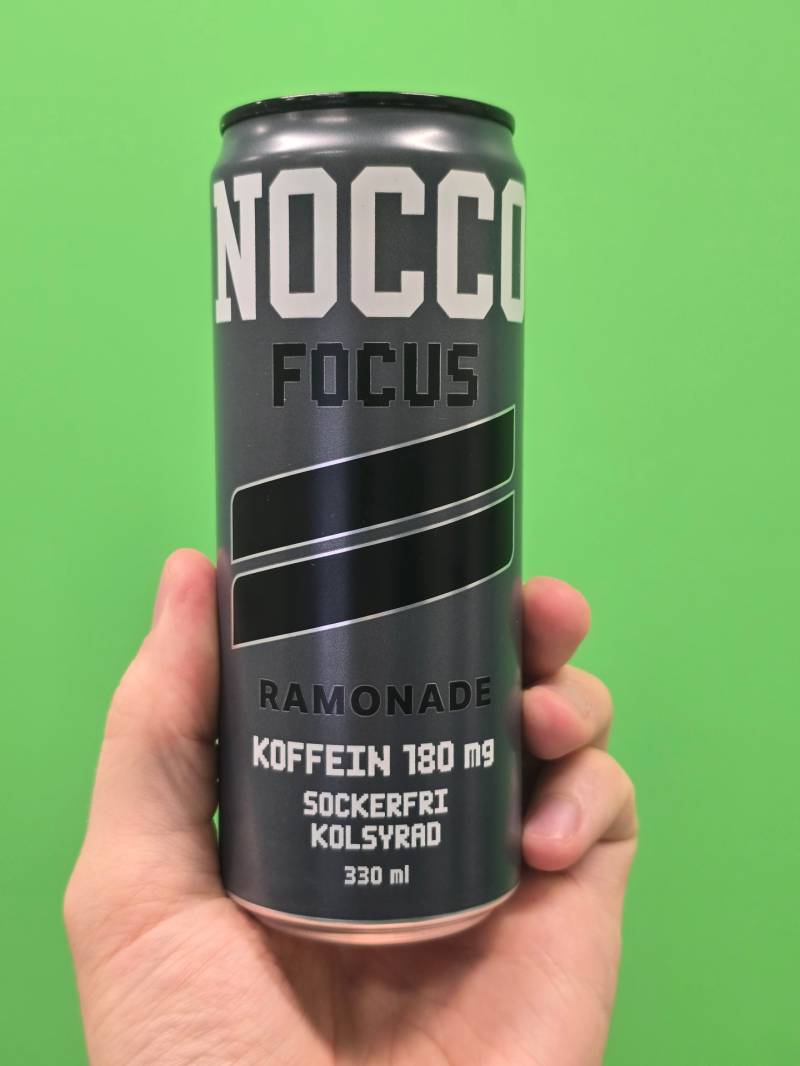 NOCCO
FOCUS
RAMONADE
KOFFEIN 180 mg
SOCKERFRI
KOLSYRAD
330 ml